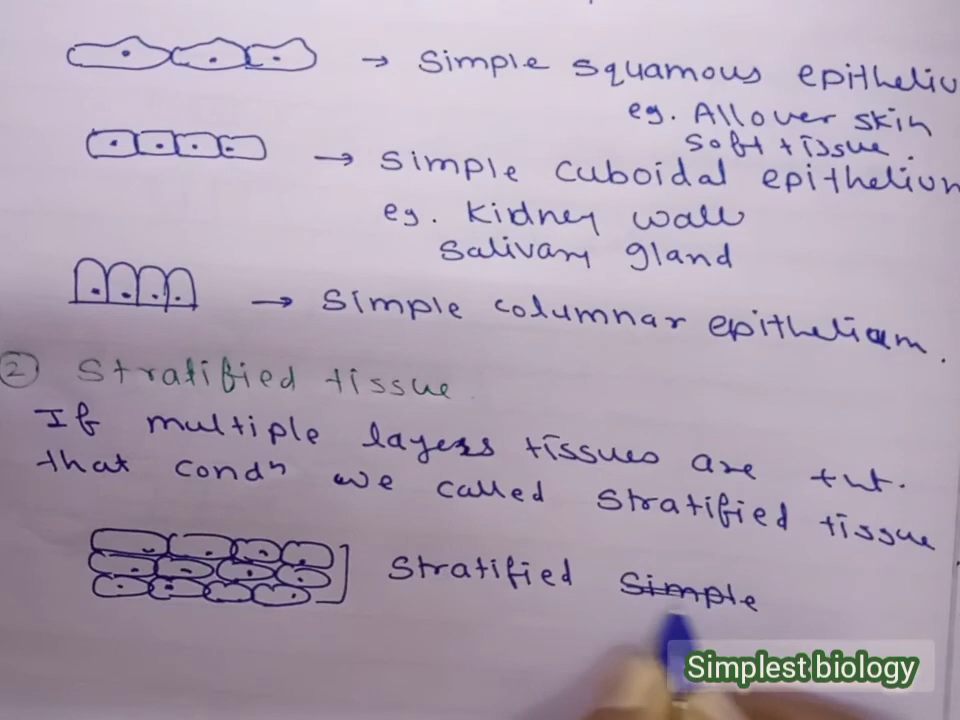 → Simple squamous epitheliu
eg. Allover skin
soft tissue.
→ simple cuboidal epithelium
eg. Kidney wall
Salivary gland
→ Simple columnar epithelium.
② Stratified tissue
If multiple layers tissues are tht.
that condn we called stratified tissue
Stratified Simple
Simplest biology